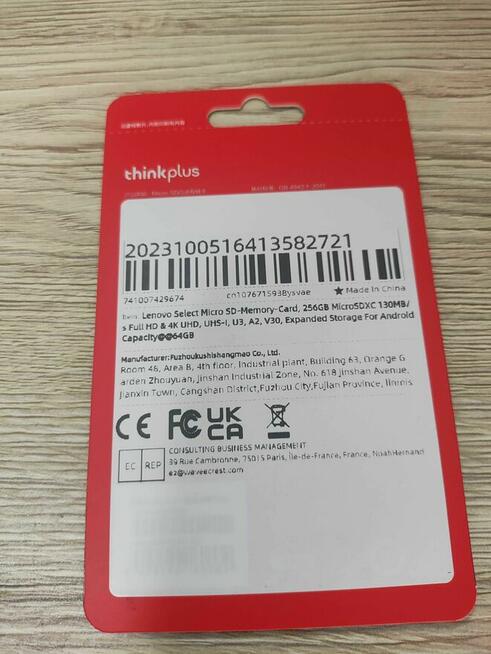 thinkplus
2023100516413582721
741007429674 cn1076715938ysvae ★ Made in China
Item: Lenovo Select Micro SD-Memory-Card, 256GB MicroSDXC 130MB/
s Full HD & 4K UHD, UHS-I, U3, A2, V30, Expanded Storage For Android
Capacity@@64GB
Manufacturer:Fuzhoukushishangmao Co., Ltd.
Room 46, Area B, 4th floor, Industrial plant, Building 63, Orange G
arden Zhouyuan, Jinshan Industrial Zone, No. 618 Jinshan Avenue,
Jianxin Town, Cangshan District,Fuzhou City,Fujian Province, Illinois
CE FC UK
CA
EC REP
CONSULTING BUSINESS MANAGEMENT
39 Rue Cambronne, 75015 Paris, Île-de-France, France, NoahHernand
ez@waveecrest.com